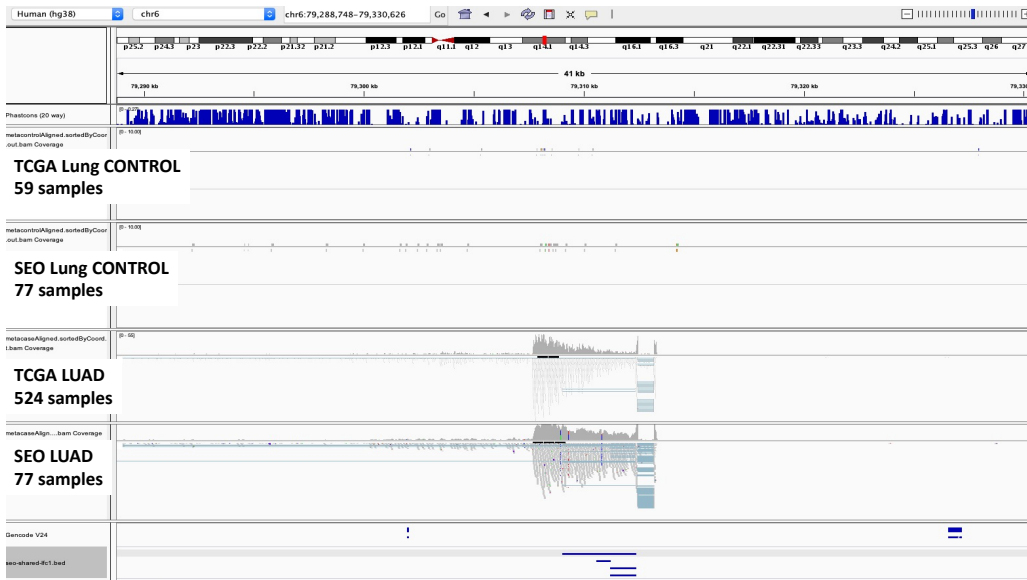 Human (hg38) chr6 chr6:79,288,748-79,330,626 Go
p25.2 p24.3 p23 p22.3 p22.2 p21.32 p21.2 p12.3 p12.1 q11.1 q12 q13 q14.1 q14.3 q16.1 q16.3 q21 q22.1 q22.31 q22.33 q23.3 q24.2 q25.1 q25.3 q26 q27
41 kb
79,290 kb 79,300 kb 79,310 kb 79,320 kb 79,330
Phastcons (20 way)
metacontrolAligned.sortedByCoor
.out.bam Coverage
[0 - 10.00]
TCGA Lung CONTROL
59 samples
metacontrolAligned.sortedByCoor
.out.bam Coverage
[0 - 10.00]
SEO Lung CONTROL
77 samples
metacaseAligned.sortedByCoord.
t.bam Coverage
[0 - 55]
TCGA LUAD
524 samples
metacaseAlign....bam Coverage
SEO LUAD
77 samples
Gencode V24
seo-shared-lfc1.bed